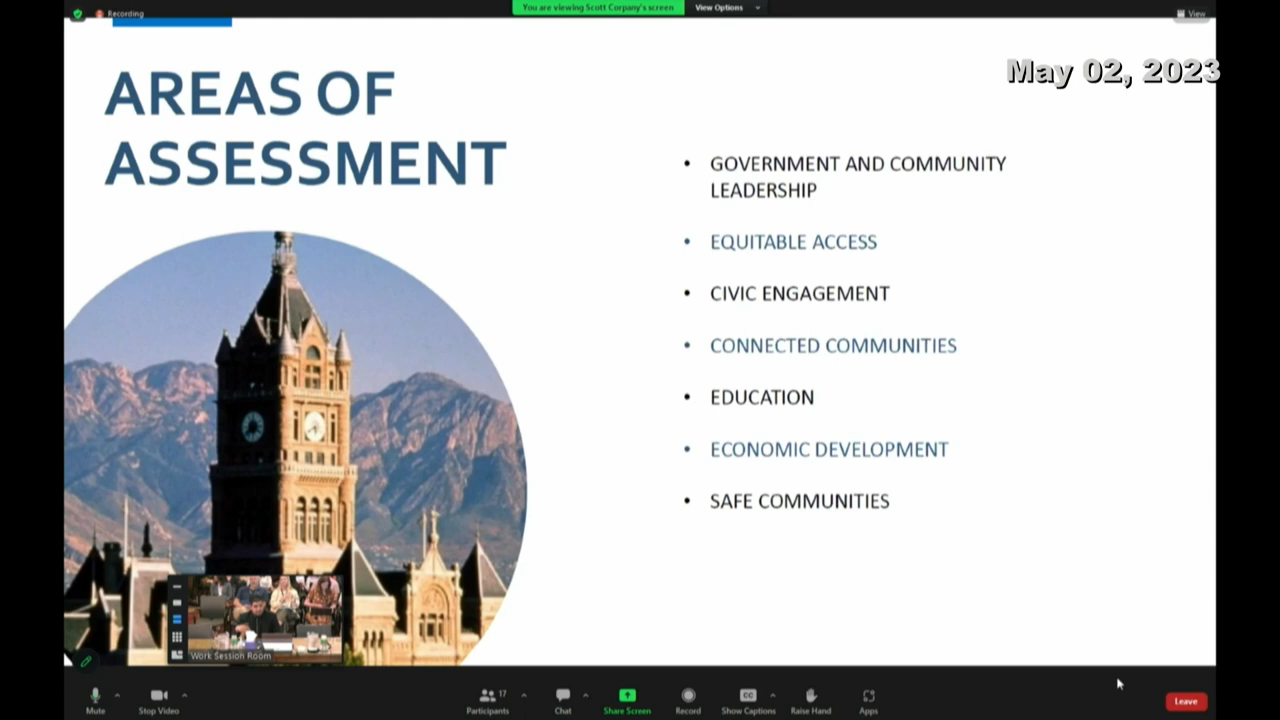 Recording
You are viewing Scott Corpany's screen
View Options
View
May 02, 2023
AREAS OF
ASSESSMENT
• GOVERNMENT AND COMMUNITY
LEADERSHIP
• EQUITABLE ACCESS
• CIVIC ENGAGEMENT
• CONNECTED COMMUNITIES
• EDUCATION
• ECONOMIC DEVELOPMENT
• SAFE COMMUNITIES
Work Session Room
Mute
Stop Video
Participants 17
Chat
Share Screen
Record
CC
Show Captions
Raise Hand
Apps
Leave